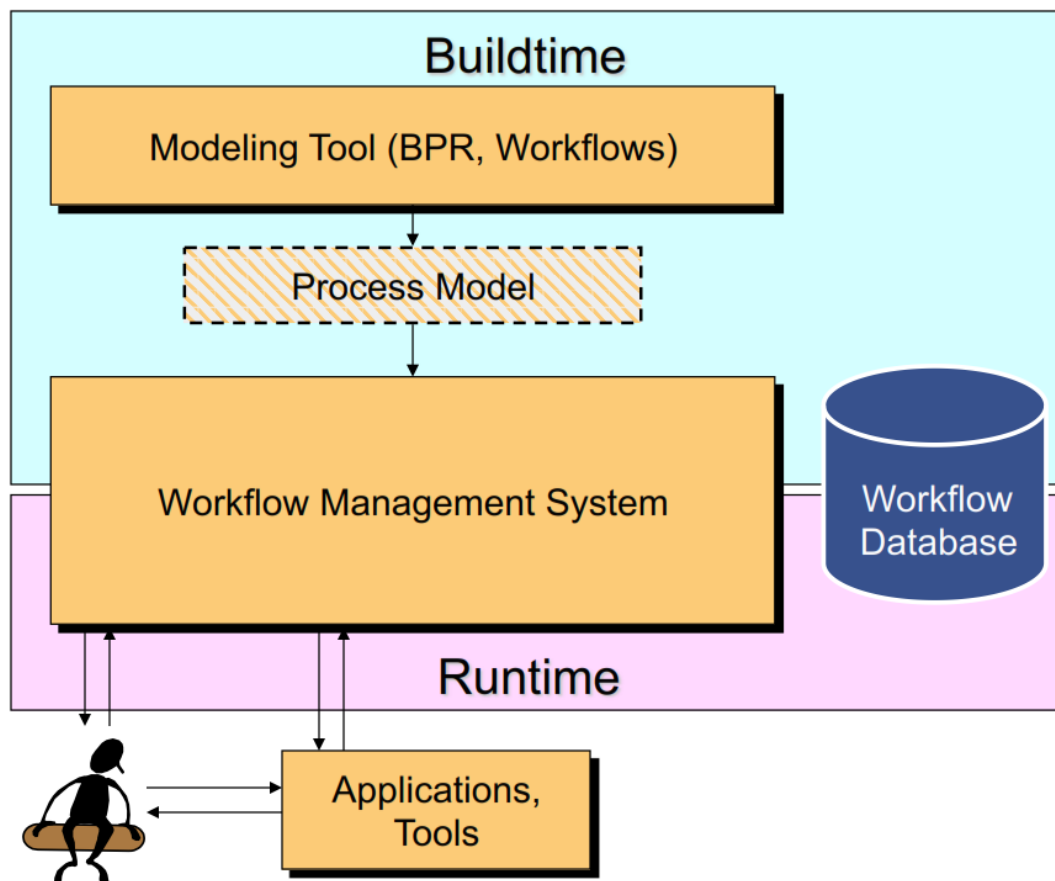 Buildtime
Modeling Tool (BPR, Workflows)
Process Model
Workflow Management System
Workflow
Database
Runtime
Applications,
Tools